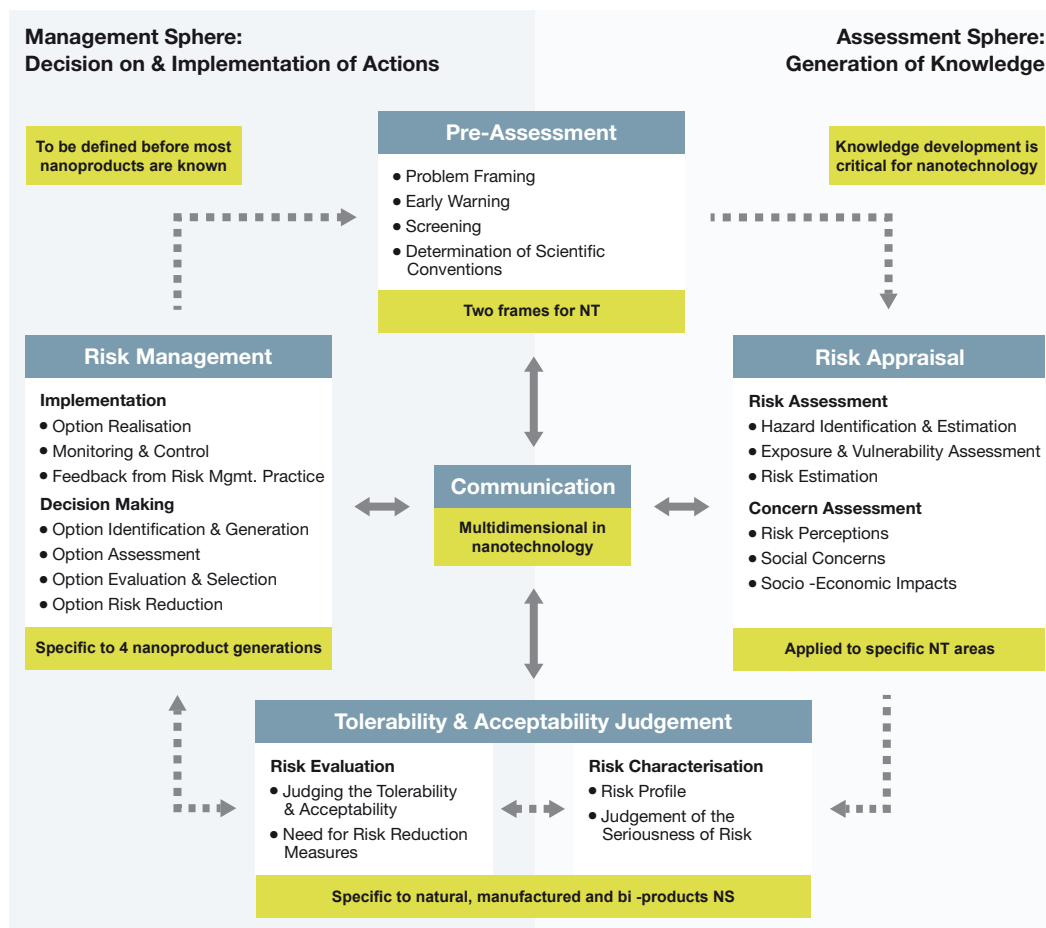 Management Sphere:
Decision on & Implementation of Actions
Assessment Sphere:
Generation of Knowledge
To be defined before most
nanoproducts are known
Pre-Assessment
• Problem Framing
• Early Warning
• Screening
• Determination of Scientific
Conventions
Two frames for NT
Knowledge development is
critical for nanotechnology
Risk Management
Implementation
• Option Realisation
• Monitoring & Control
• Feedback from Risk Mgmt. Practice
Decision Making
• Option Identification & Generation
• Option Assessment
• Option Evaluation & Selection
• Option Risk Reduction
Specific to 4 nanoproduct generations
Communication
Multidimensional in
nanotechnology
Risk Appraisal
Risk Assessment
• Hazard Identification & Estimation
• Exposure & Vulnerability Assessment
• Risk Estimation
Concern Assessment
• Risk Perceptions
• Social Concerns
• Socio -Economic Impacts
Applied to specific NT areas
Tolerability & Acceptability Judgement
Risk Evaluation
• Judging the Tolerability
& Acceptability
• Need for Risk Reduction
Measures
Risk Characterisation
• Risk Profile
• Judgement of the
Seriousness of Risk
Specific to natural, manufactured and bi -products NS